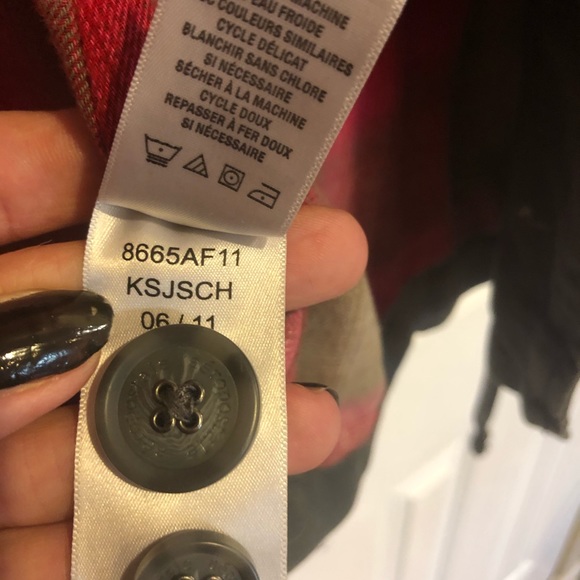 MACHINE
EAU FROIDE
COULEURS SIMILAIRES
CYCLE DÉLICAT
BLANCHIR SANS CHLORE
SI NÉCESSAIRE
SÉCHER À LA MACHINE
CYCLE DOUX
REPASSER À FER DOUX
SI NÉCESSAIRE
8665AF11
KSJSCH
06 / 11